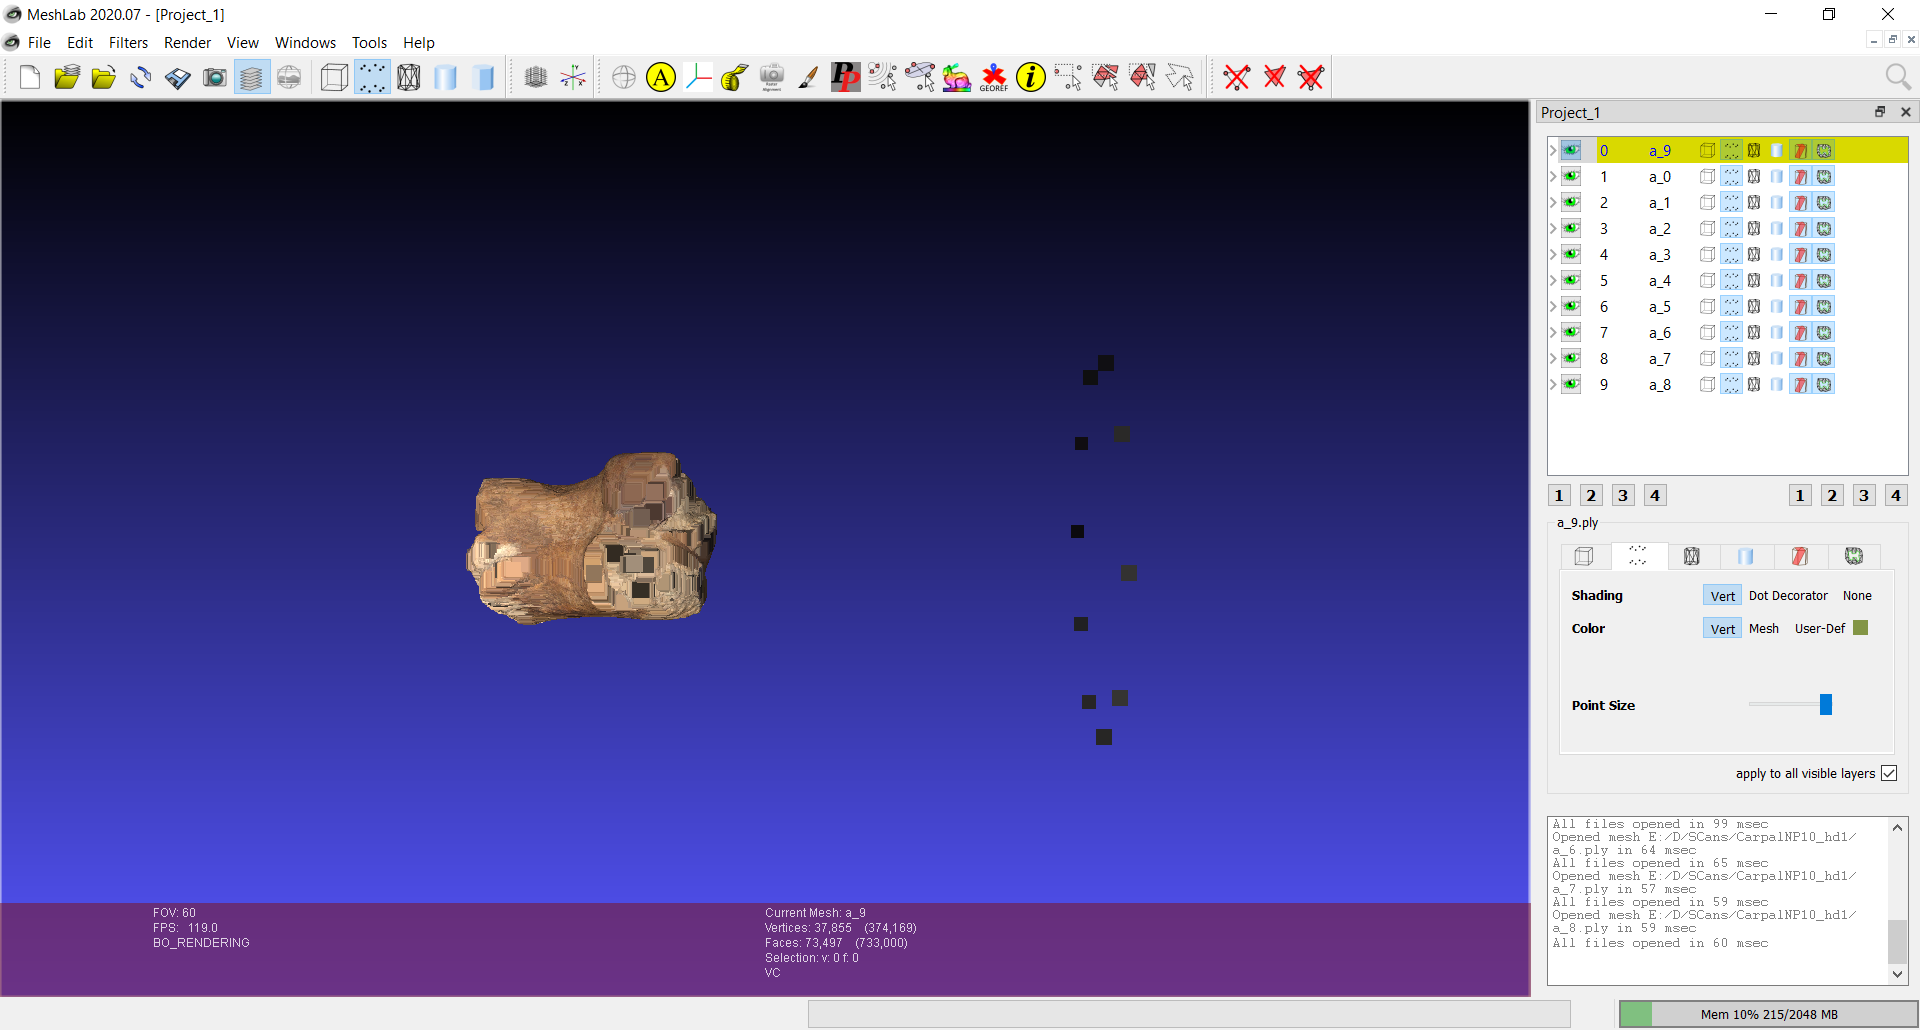 MeshLab 2020.07 - [Project_1]
File Edit Filters Render View Windows Tools Help
A
PP
GEOREF
i
Project_1
0 a_9
1 a_0
2 a_1
3 a_2
4 a_3
5 a_4
6 a_5
7 a_6
8 a_7
9 a_8
1 2 3 4 1 2 3 4
a_9.ply
Shading Vert Dot Decorator None
Color Vert Mesh User-Def
Point Size
apply to all visible layers
All files opened in 99 msec
Opened mesh E:/D/SCans/CarpalNP10_hd1/
a_6.ply in 64 msec
All files opened in 65 msec
Opened mesh E:/D/SCans/CarpalNP10_hd1/
a_7.ply in 57 msec
All files opened in 59 msec
Opened mesh E:/D/SCans/CarpalNP10_hd1/
a_8.ply in 59 msec
All files opened in 60 msec
FOV: 60
FPS: 119.0
BO_RENDERING
Current Mesh: a_9
Vertices: 37,855 (374,169)
Faces: 73,497 (733,000)
Selection: v: 0 f: 0
VC
Mem 10% 215/2048 MB